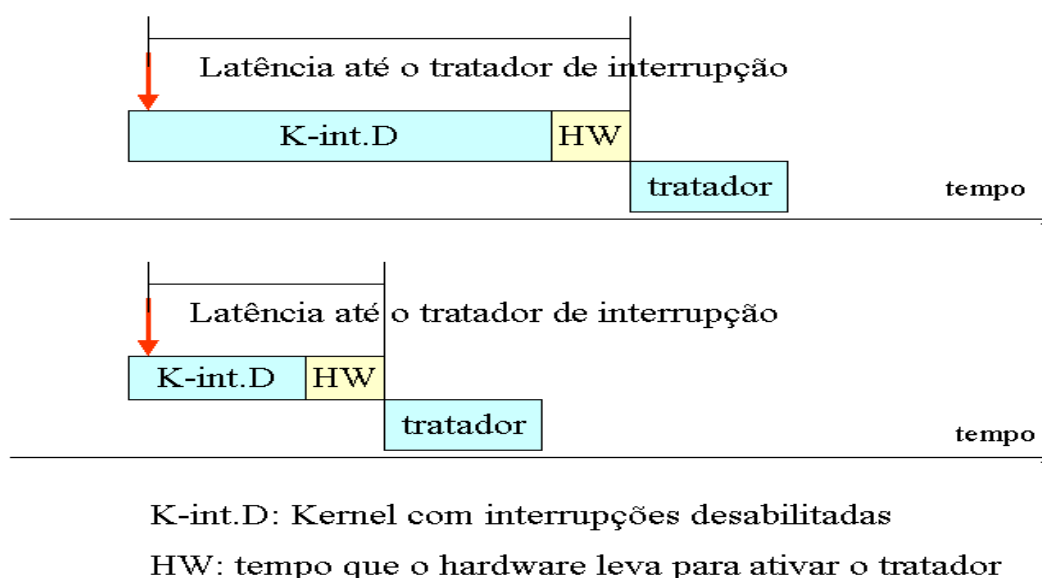 Latência até o tratador de interrupção
K-int.D HW
tratador
tempo
Latência até o tratador de interrupção
K-int.D HW
tratador
tempo
K-int.D: Kernel com interrupções desabilitadas
HW: tempo que o hardware leva para ativar o tratador